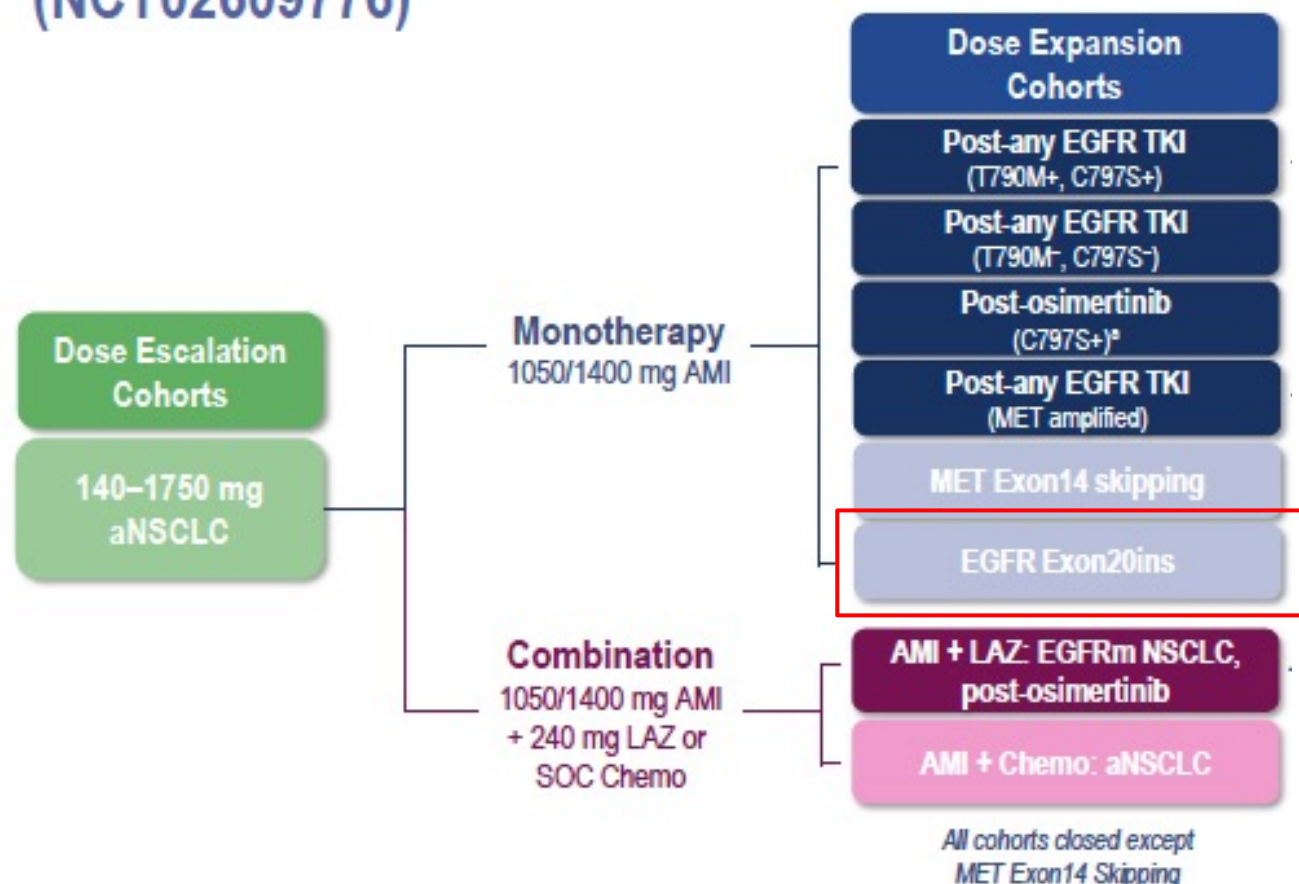 (NCT02609776)
Dose Escalation
Cohorts
140–1750 mg
aNSCLC
Monotherapy
1050/1400 mg AMI
Combination
1050/1400 mg AMI
+ 240 mg LAZ or
SOC Chemo
Dose Expansion
Cohorts
Post-any EGFR TKI
(T790M+, C797S+)
Post-any EGFR TKI
(T790M-, C797S-)
Post-osimertinib
(C797S+)ª
Post-any EGFR TKI
(MET amplified)
MET Exon14 skipping
EGFR Exon20ins
AMI + LAZ: EGFRm NSCLC,
post-osimertinib
AMI + Chemo: aNSCLC
All cohorts closed except
MET Exon14 Skipping